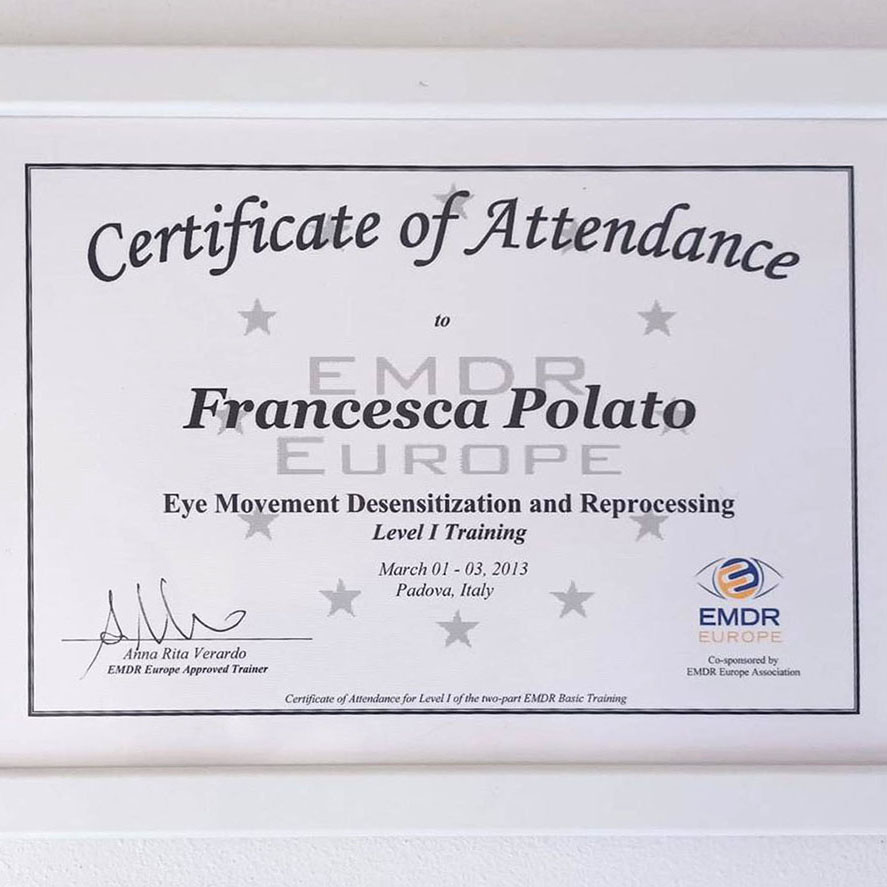 Certificate of Attendance
to
EMDR
Francesca Polato
EUROPE
Eye Movement Desensitization and Reprocessing
Level I Training
March 01 - 03, 2013
Padova, Italy
Anna Rita Verardo
EMDR Europe Approved Trainer
EMDR
EUROPE
Co-sponsored by
EMDR Europe Association
Certificate of Attendance for Level I of the two-part EMDR Basic Training